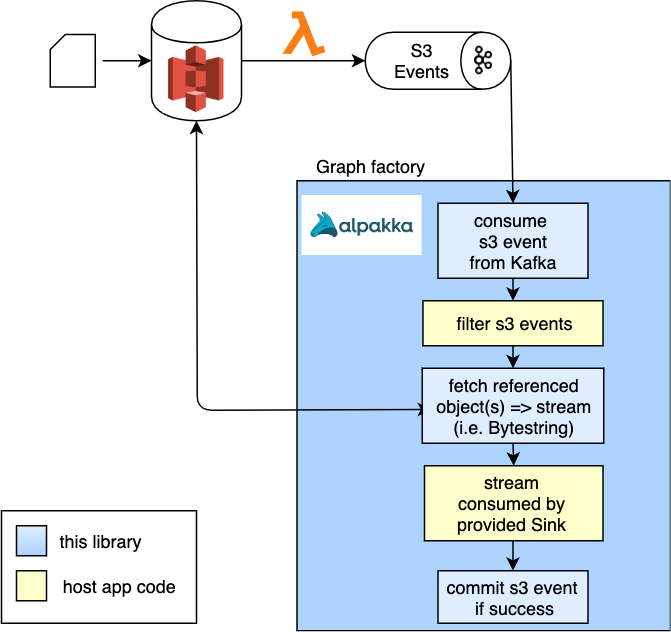 S3
Events
Graph factory
alpakka
consume
s3 event
from Kafka
filter s3 events
fetch referenced
object(s) => stream
(i.e. Bytestring)
stream
consumed by
provided Sink
commit s3 event
if success
this library
host app code